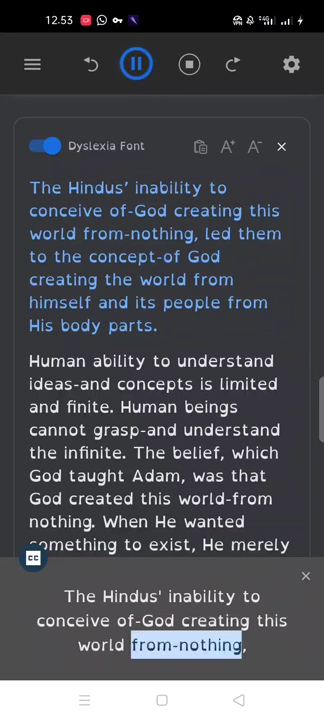 12.53
Dyslexia Font
A+ A-
The Hindus’ inability to
conceive of-God creating this
world from-nothing, led them
to the concept-of God
creating the world from
himself and its people from
His body parts.
Human ability to understand
ideas-and concepts is limited
and finite. Human beings
cannot grasp-and understand
the infinite. The belief, which
God taught Adam, was that
God created this world-from
nothing. When He wanted
something to exist, He merely
CC
The Hindus' inability to
conceive of-God creating this
world from-nothing,